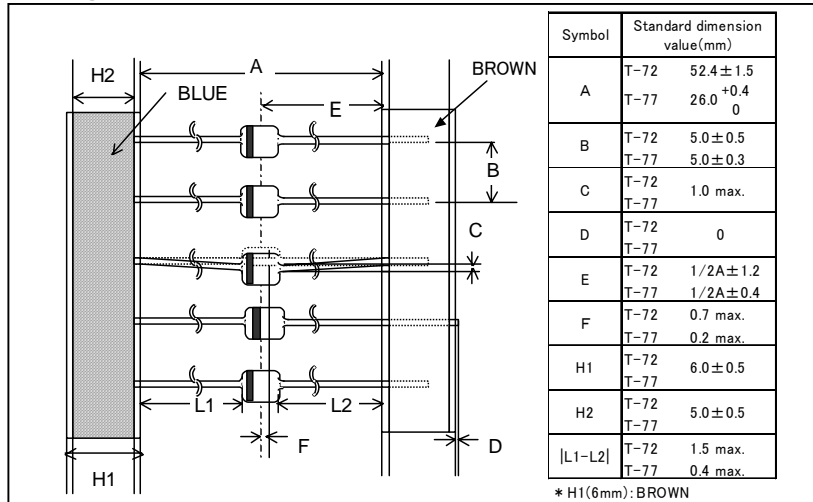 H2
A
BLUE
E
BROWN
B
C
L1
L2
F
D
H1
Symbol Standard dimension
value(mm)
A T-72 52.4±1.5
T-77 26.0 +0.4
0
B T-72 5.0±0.5
T-77 5.0±0.3
C T-72 1.0 max.
T-77
D T-72 0
T-77
E T-72 1/2A±1.2
T-77 1/2A±0.4
F T-72 0.7 max.
T-77 0.2 max.
H1 T-72 6.0±0.5
T-77
H2 T-72 5.0±0.5
T-77
|L1-L2| T-72 1.5 max.
T-77 0.4 max.
* H1(6mm):BROWN